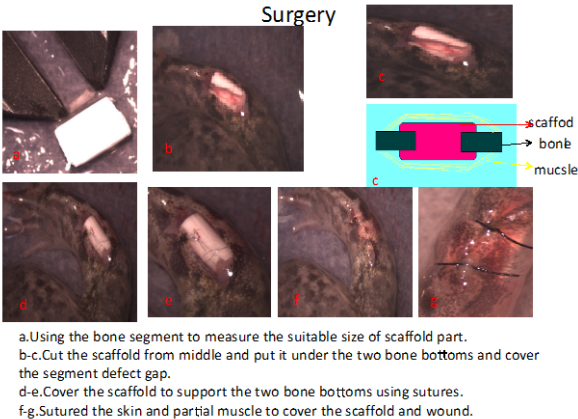 Surgery
a
b
c
scaffod
bone
mucsle
c
d
e
f
g
a.Using the bone segment to measure the suitable size of scaffold part.
b-c.Cut the scaffold from middle and put it under the two bone bottoms and cover
the segment defect gap.
d-e.Cover the scaffold to support the two bone bottoms using sutures.
f-g.Sutured the skin and partial muscle to cover the scaffold and wound.